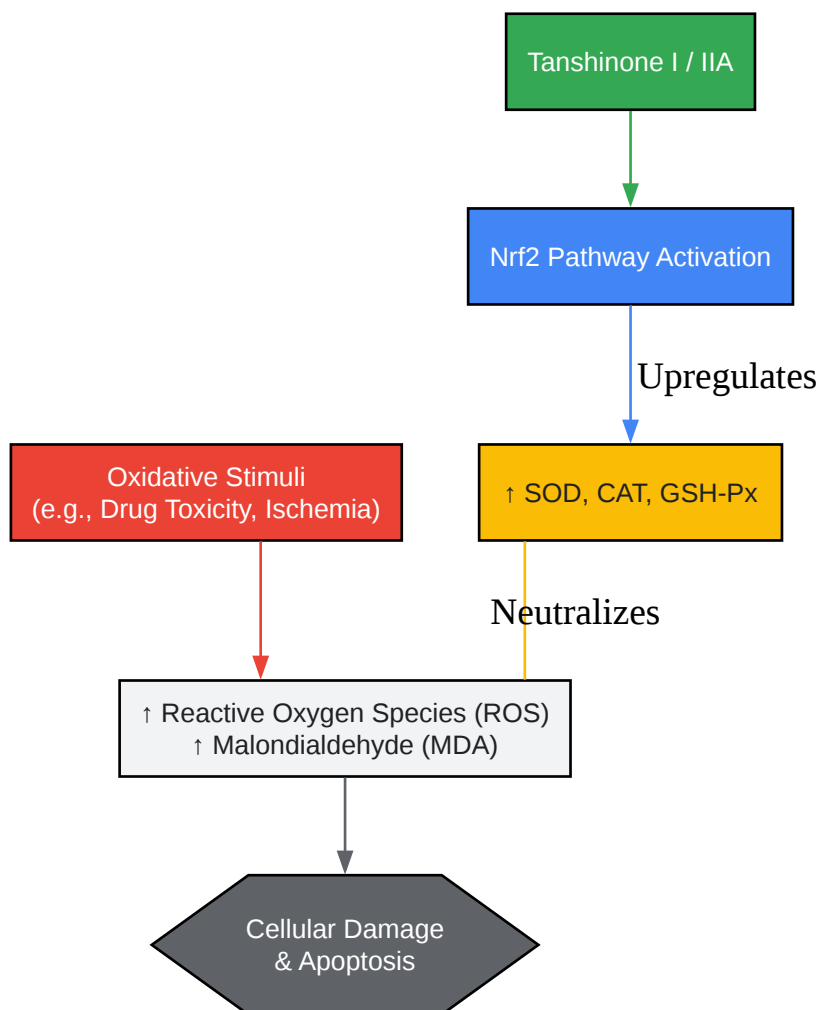 Tanshinone I / IIA
Nrf2 Pathway Activation
Upregulates
Oxidative Stimuli
(e.g., Drug Toxicity, Ischemia)
↑ SOD, CAT, GSH-Px
Neutralizes
↑ Reactive Oxygen Species (ROS)
↑ Malondialdehyde (MDA)
Cellular Damage
& Apoptosis